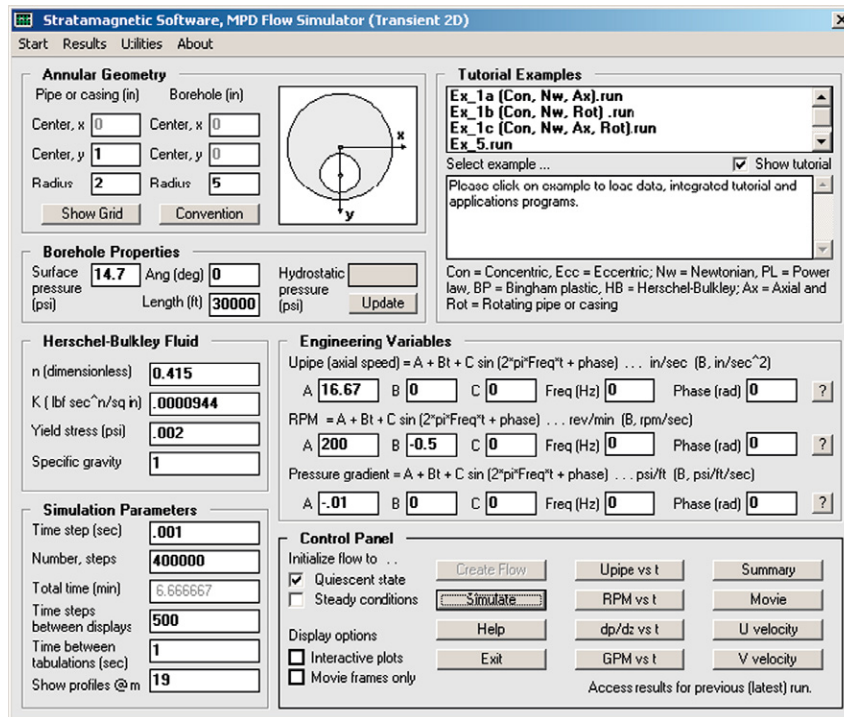 Stratamagnetic Software, MPD Flow Simulator (Transient 2D)
Start Results Utilities About
Annular Geometry
Pipe or casing (in) Borehole (in)
Center, x 0 Center, x 0
Center, y 1 Center, y 0
Radius 2 Radius 5
Show Grid Convention
x
y
Tutorial Examples
Ex_1a (Con, Nw, Ax).run
Ex_1b (Con, Nw, Rot) .run
Ex_1c (Con, Nw, Ax, Rot).run
Ex_5.run
Select example ... Show tutorial
Please click on example to load data, integrated tutorial and
applications programs.
Con = Concentric, Ecc = Eccentric; Nw = Newtonian, PL = Power
law, BP = Bingham plastic, HB = Herschel-Bulkley; Ax = Axial and
Rot = Rotating pipe or casing
Borehole Properties
Surface pressure (psi) 14.7 Ang (deg) 0 Hydrostatic pressure (psi)
Length (ft) 30000 Update
Herschel-Bulkley Fluid
n (dimensionless) 0.415
K ( lbf sec^n/sq in) .0000944
Yield stress (psi) .002
Specific gravity 1
Engineering Variables
Upipe (axial speed) = A + Bt + C sin (2*pi*Freq*t + phase) ... in/sec (B, in/sec^2)
A 16.67 B 0 C 0 Freq (Hz) 0 Phase (rad) 0 ?
RPM = A + Bt + C sin (2*pi*Freq*t + phase) ... rev/min (B, rpm/sec)
A 200 B -0.5 C 0 Freq (Hz) 0 Phase (rad) 0 ?
Pressure gradient = A + Bt + C sin (2*pi*Freq*t + phase) ... psi/ft (B, psi/ft/sec)
A -.01 B 0 C 0 Freq (Hz) 0 Phase (rad) 0 ?
Simulation Parameters
Time step (sec) .001
Number, steps 400000
Total time (min) 6.666667
Time steps
between displays 500
Time between
tabulations (sec) 1
Show profiles @ m 19
Control Panel
Initialize flow to . .
Quiescent state
Steady conditions
Display options
Interactive plots
Movie frames only
Create Flow Upipe vs t Summary
Simulate RPM vs t Movie
Help dp/dz vs t U velocity
Exit GPM vs t V velocity
Access results for previous (latest) run.